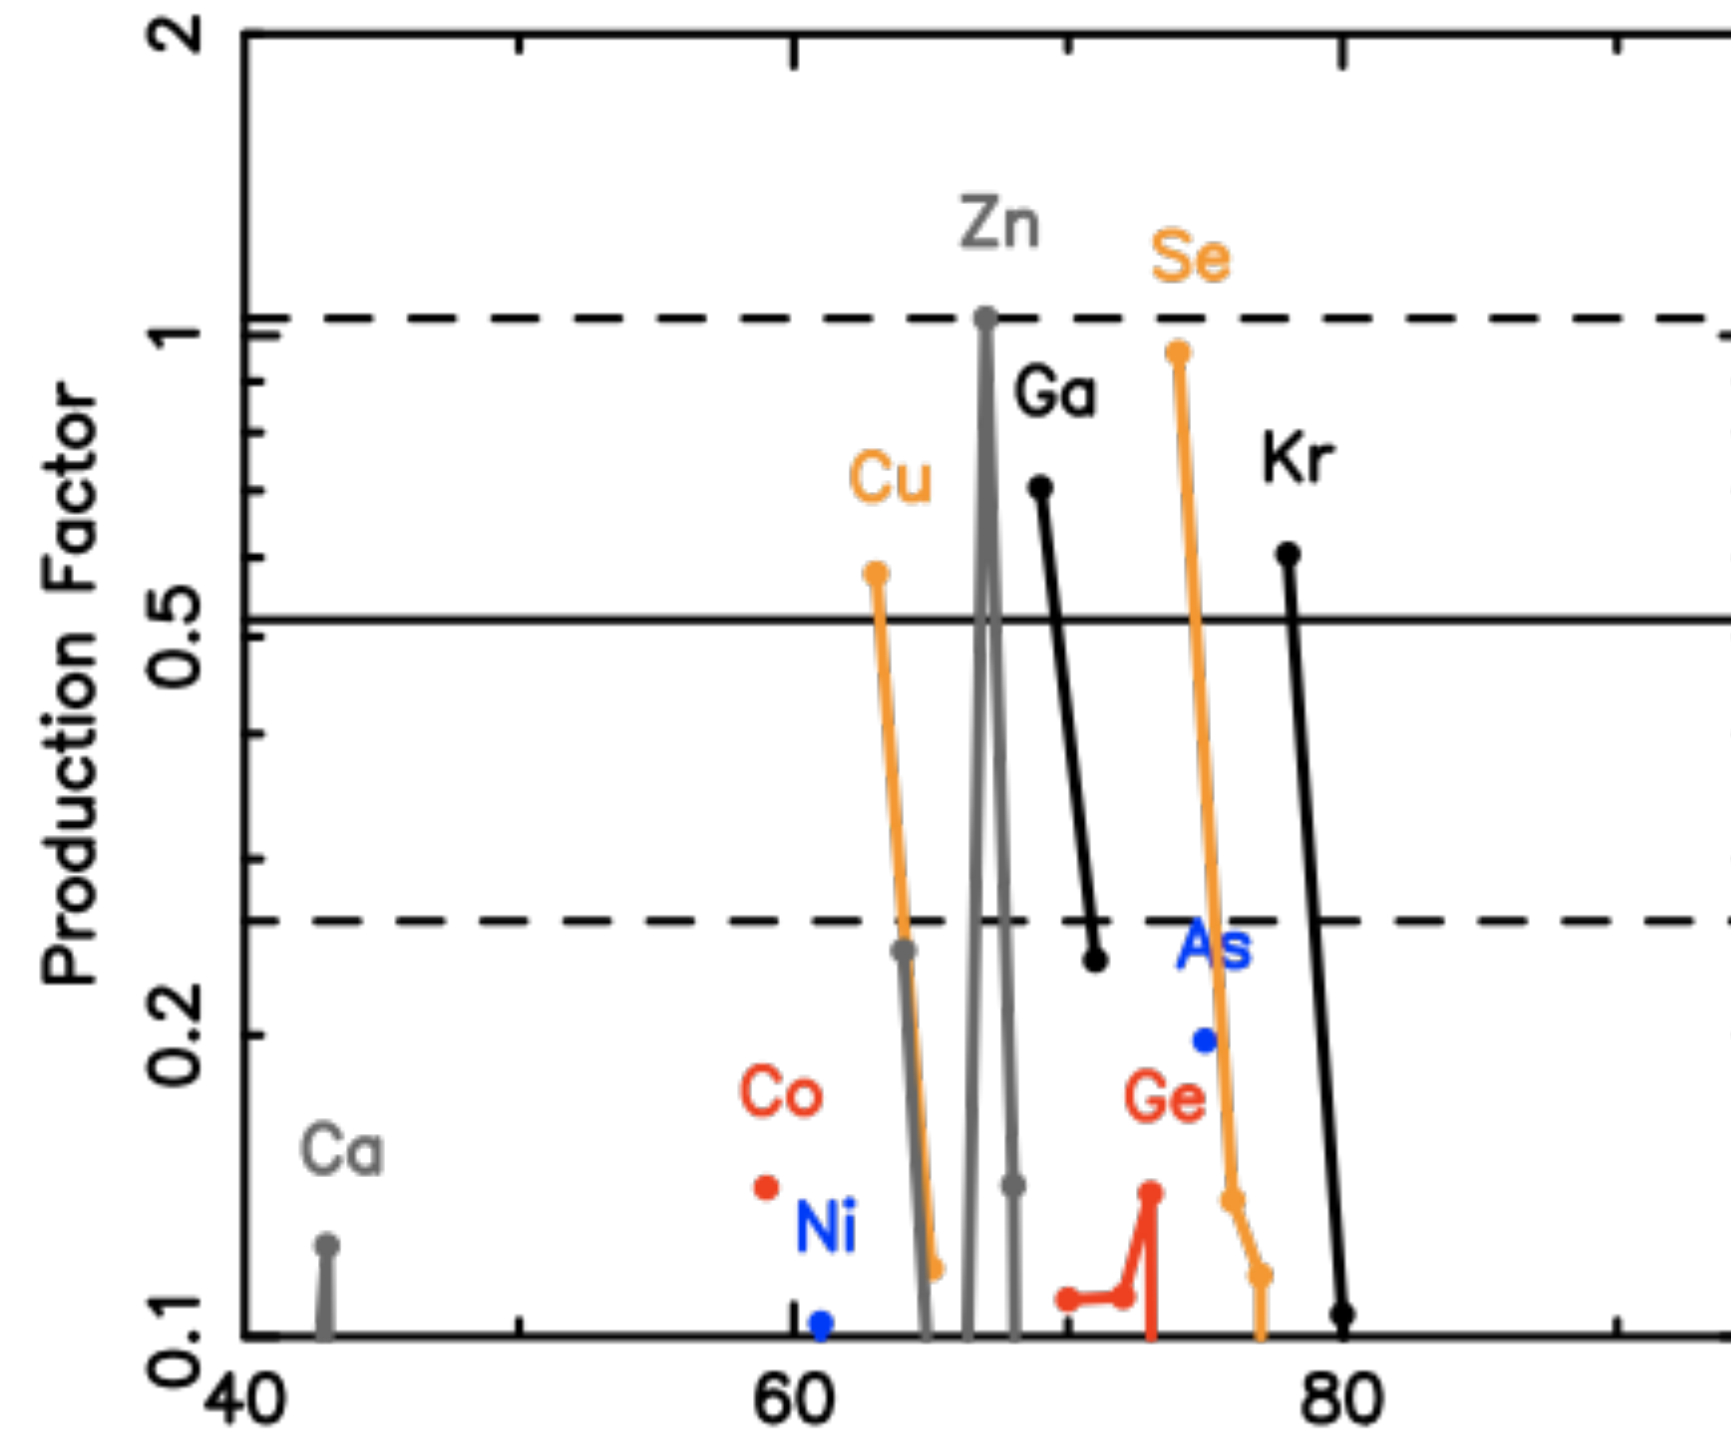 Production Factor
2
1
0.5
0.2
0.1
Zn
Se
Ga
Kr
Cu
As
Co
Ge
Ca
Ni
40 60 80